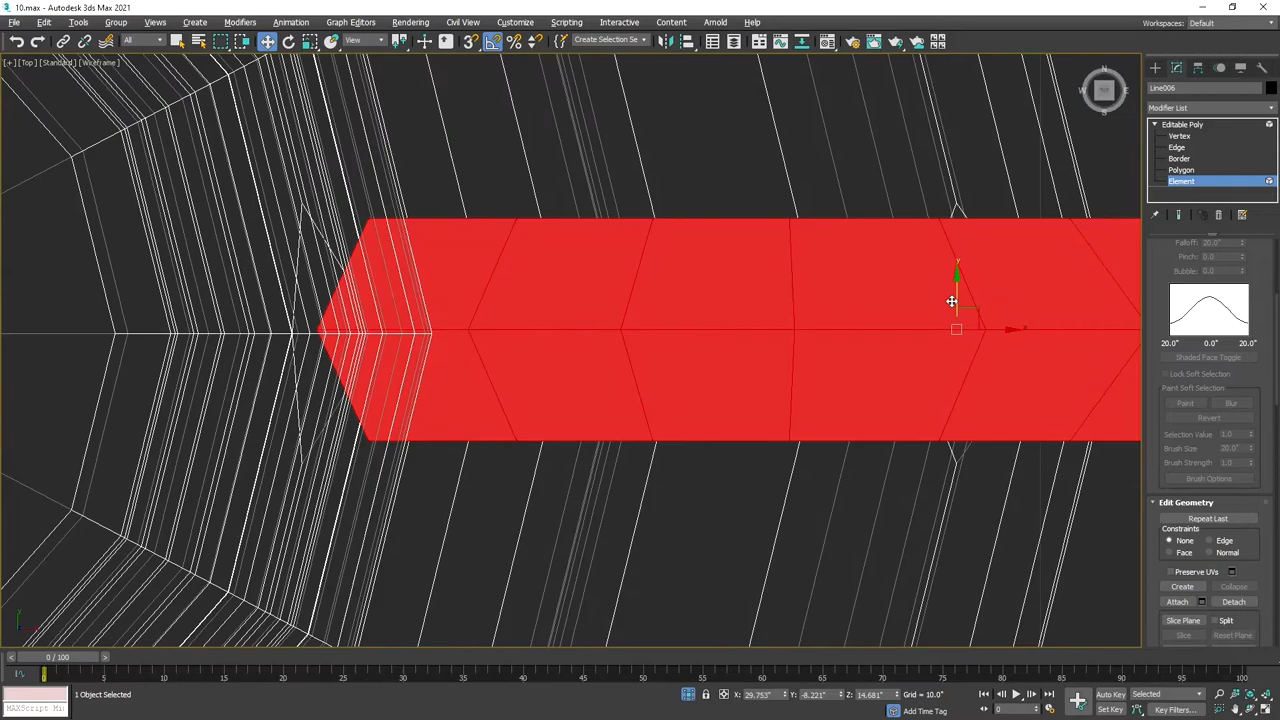 10.max - Autodesk 3ds Max 2021
File Edit Tools Group Views Create Modifiers Animation Graph Editors Rendering Civil View Customize Scripting Interactive Content Arnold Help
Workspaces: Default
All View Create Selection Se
[+] [Top] [Standard] [Wireframe]
N
W E
S
Line006
Modifier List
Editable Poly
Vertex
Edge
Border
Polygon
Element
Falloff: 20.0"
Pinch: 0.0
Bubble: 0.0
20.0" 0.0" 20.0"
Shaded Face Toggle
Lock Soft Selection
Paint Soft Selection
Paint Blur
Revert
Selection Value 1.0
Brush Size 20.0"
Brush Strength 1.0
Brush Options
Edit Geometry
Repeat Last
Constraints
None Edge
Face Normal
Preserve UVs
Create Collapse
Attach Detach
Slice Plane Split
Slice Reset Plane
y
x
0 / 100
0 5 10 15 20 25 30 35 40 45 50 55 60 65 70 75 80 85 90 95 100
1 Object Selected
X: 29.753" Y: -8.221" Z: 14.681" Grid = 10.0"
Auto Key Selected
MAXScript Mi
Add Time Tag
0
Set Key Key Filters...